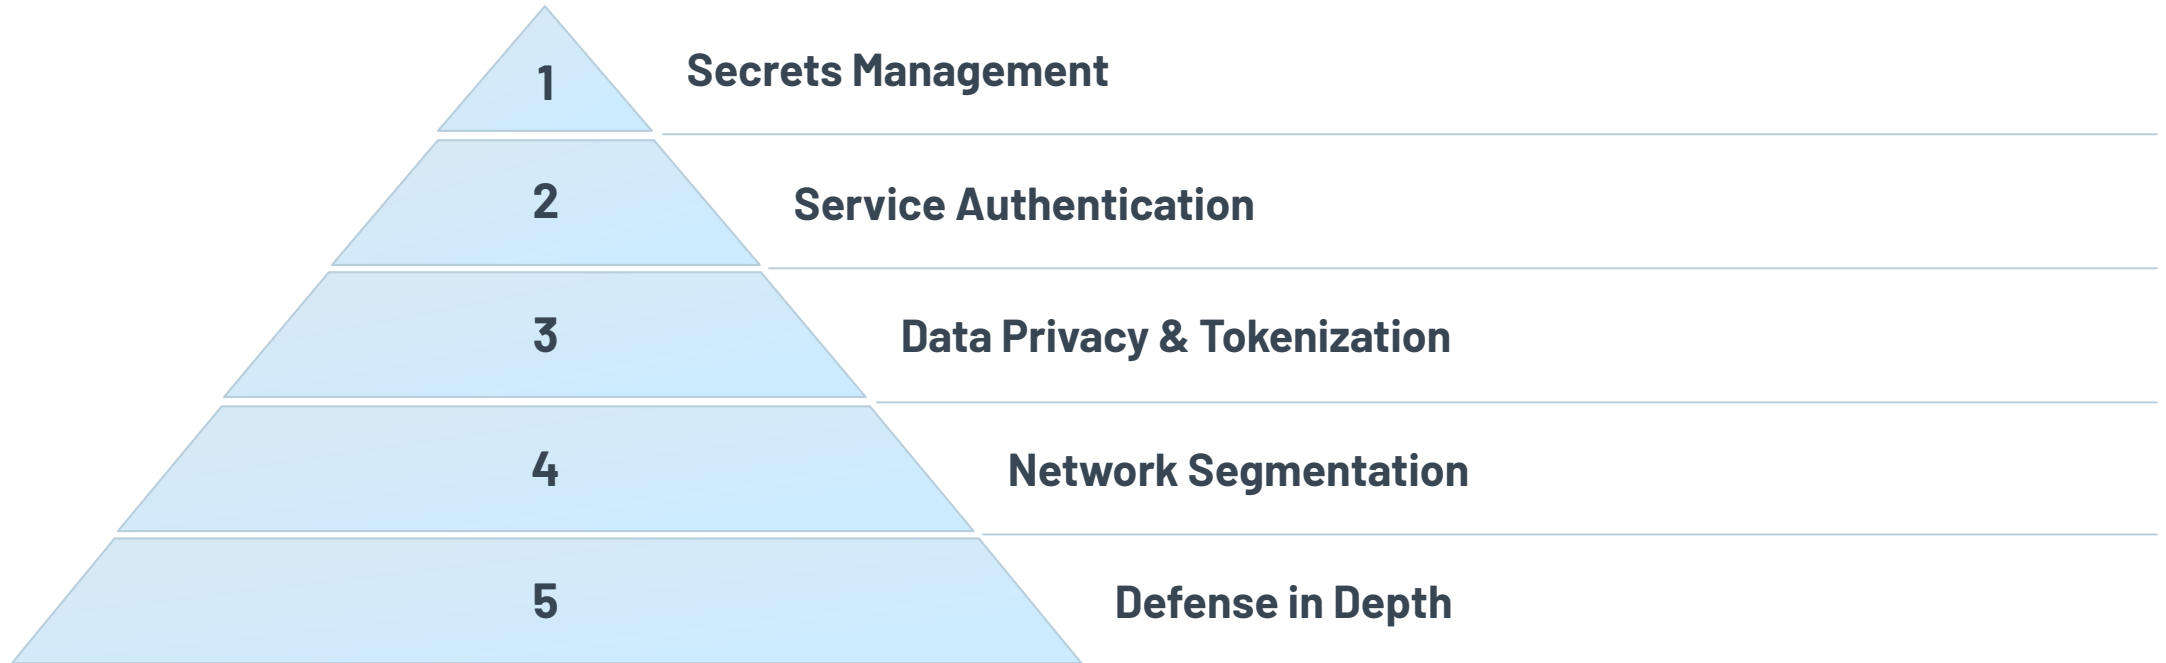 1
Secrets Management
2
Service Authentication
3
Data Privacy & Tokenization
4
Network Segmentation
5
Defense in Depth